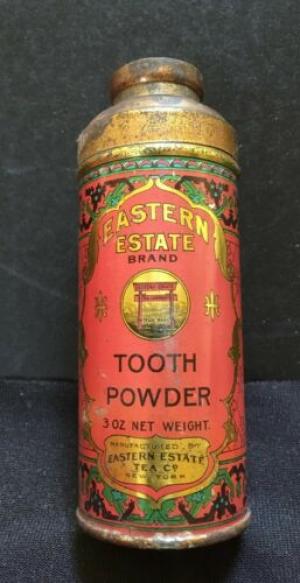 EASTERN
ESTATE
BRAND
TOOTH
POWDER
3 OZ NET WEIGHT.
MANUFACTURED BY
EASTERN ESTATE
TEA Cº
NEW YORK